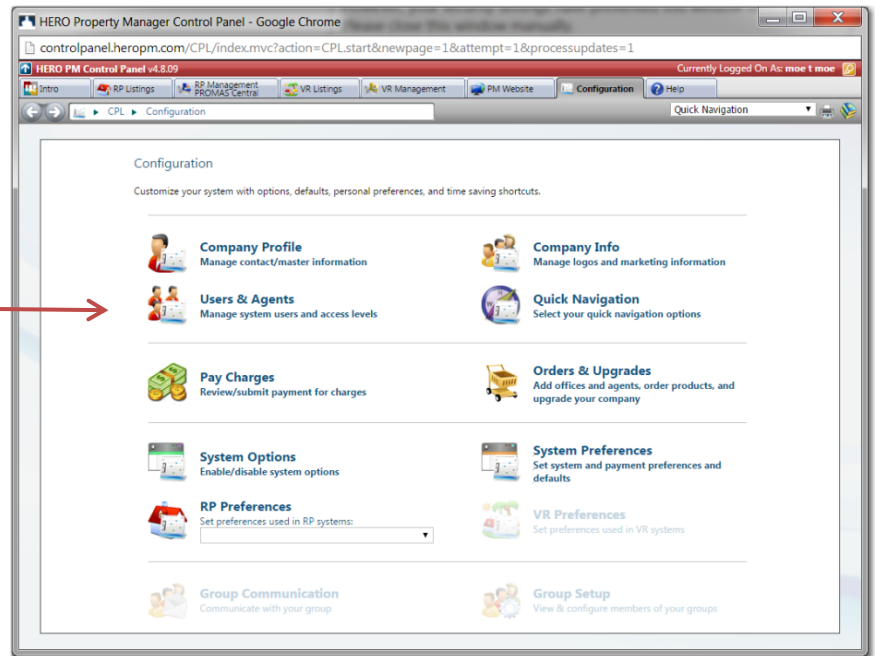 HERO Property Manager Control Panel - Google Chrome
please close this window manually.
controlpanel.heropm.com/CPL/index.mvc?action=CPL.start&newpage=1&attempt=1&processupdates=1
HERO PM Control Panel v4.8.09 Currently Logged On As: moe t moe
Intro RP Listings RP Management PROMAS Central VR Listings VR Management PM Website Configuration Help
CPL Configuration Quick Navigation
Configuration
Customize your system with options, defaults, personal preferences, and time saving shortcuts.
Company Profile
Manage contact/master information
Company Info
Manage logos and marketing information
Users & Agents
Manage system users and access levels
Quick Navigation
Select your quick navigation options
Pay Charges
Review/submit payment for charges
Orders & Upgrades
Add offices and agents, order products, and
upgrade your company
System Options
Enable/disable system options
System Preferences
Set system and payment preferences and
defaults
RP Preferences
Set preferences used in RP systems:
VR Preferences
Set preferences used in VR systems
Group Communication
Communicate with your group
Group Setup
View & configure members of your groups